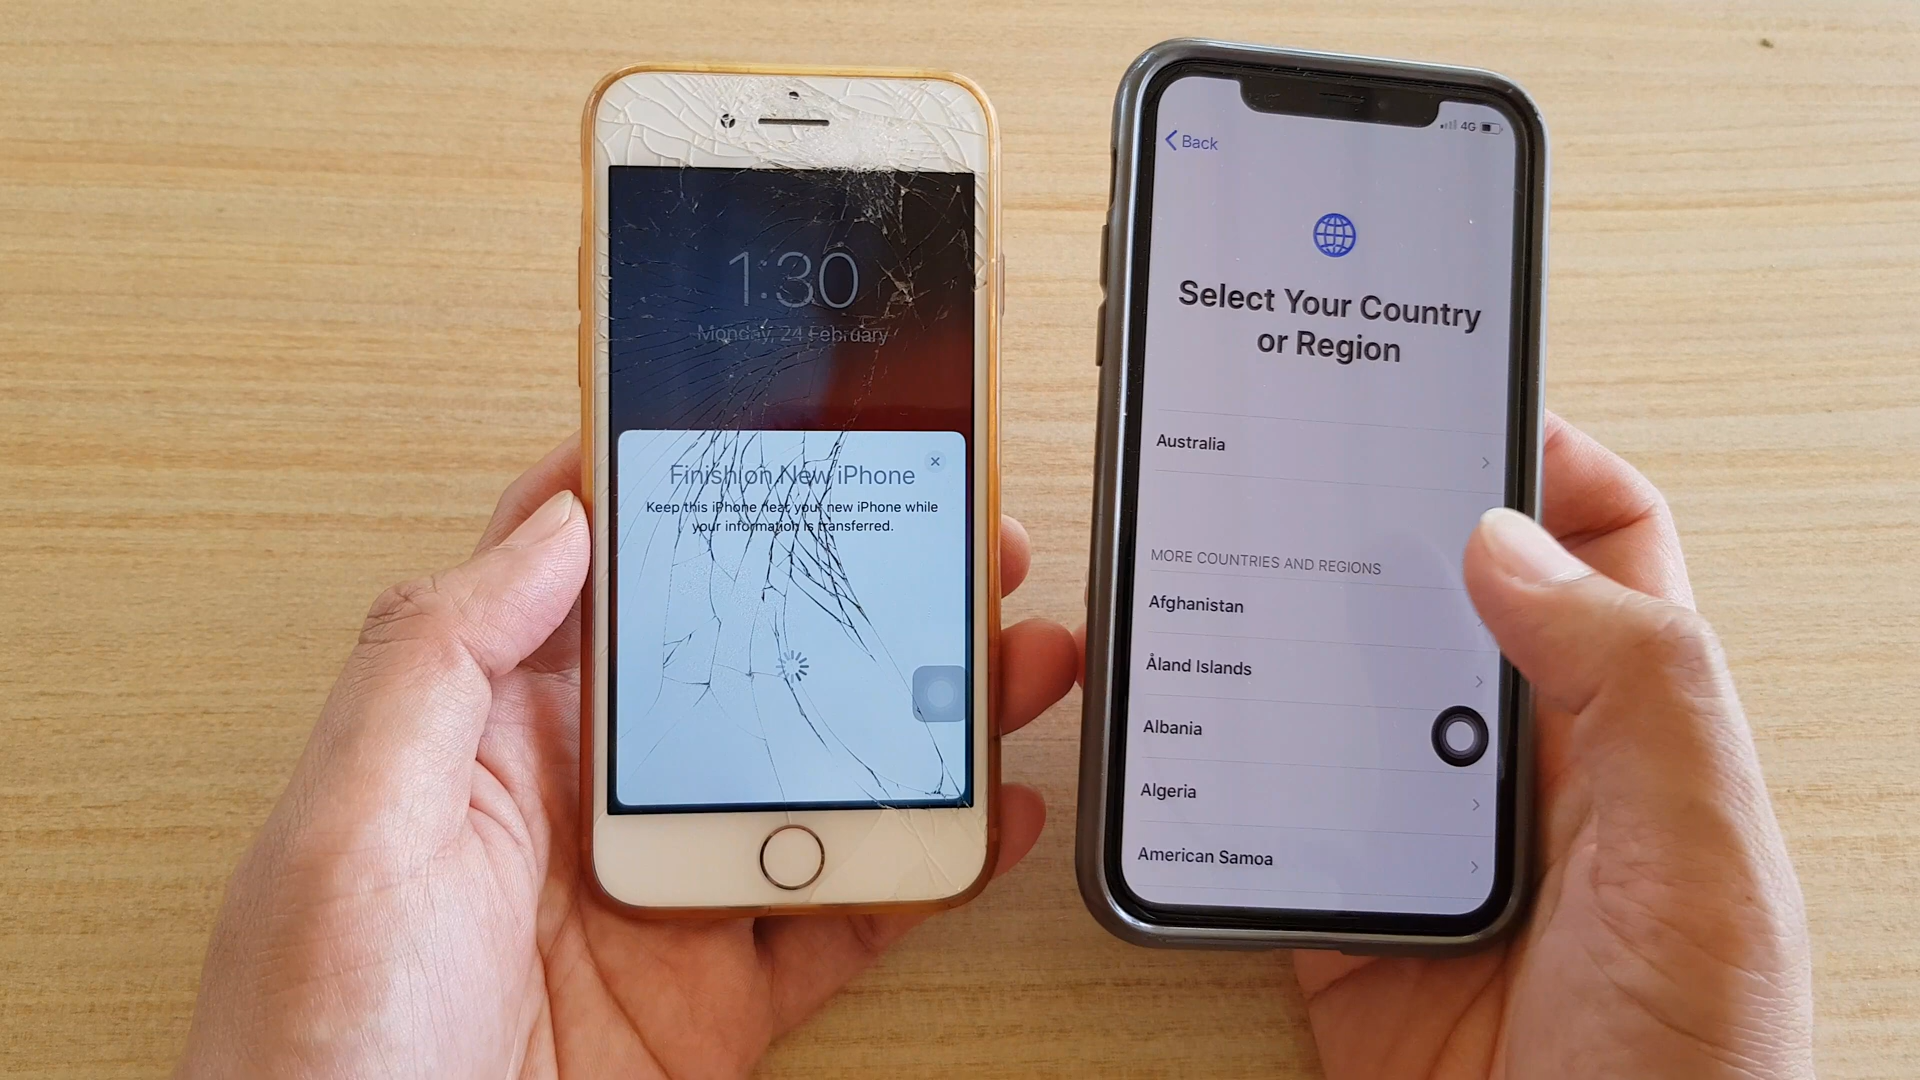 1:30
Monday, 24 February
Finish on New iPhone
Keep this iPhone near your new iPhone while
your information is transferred.
4G
Back
Select Your Country
or Region
Australia
MORE COUNTRIES AND REGIONS
Afghanistan
Åland Islands
Albania
Algeria
American Samoa